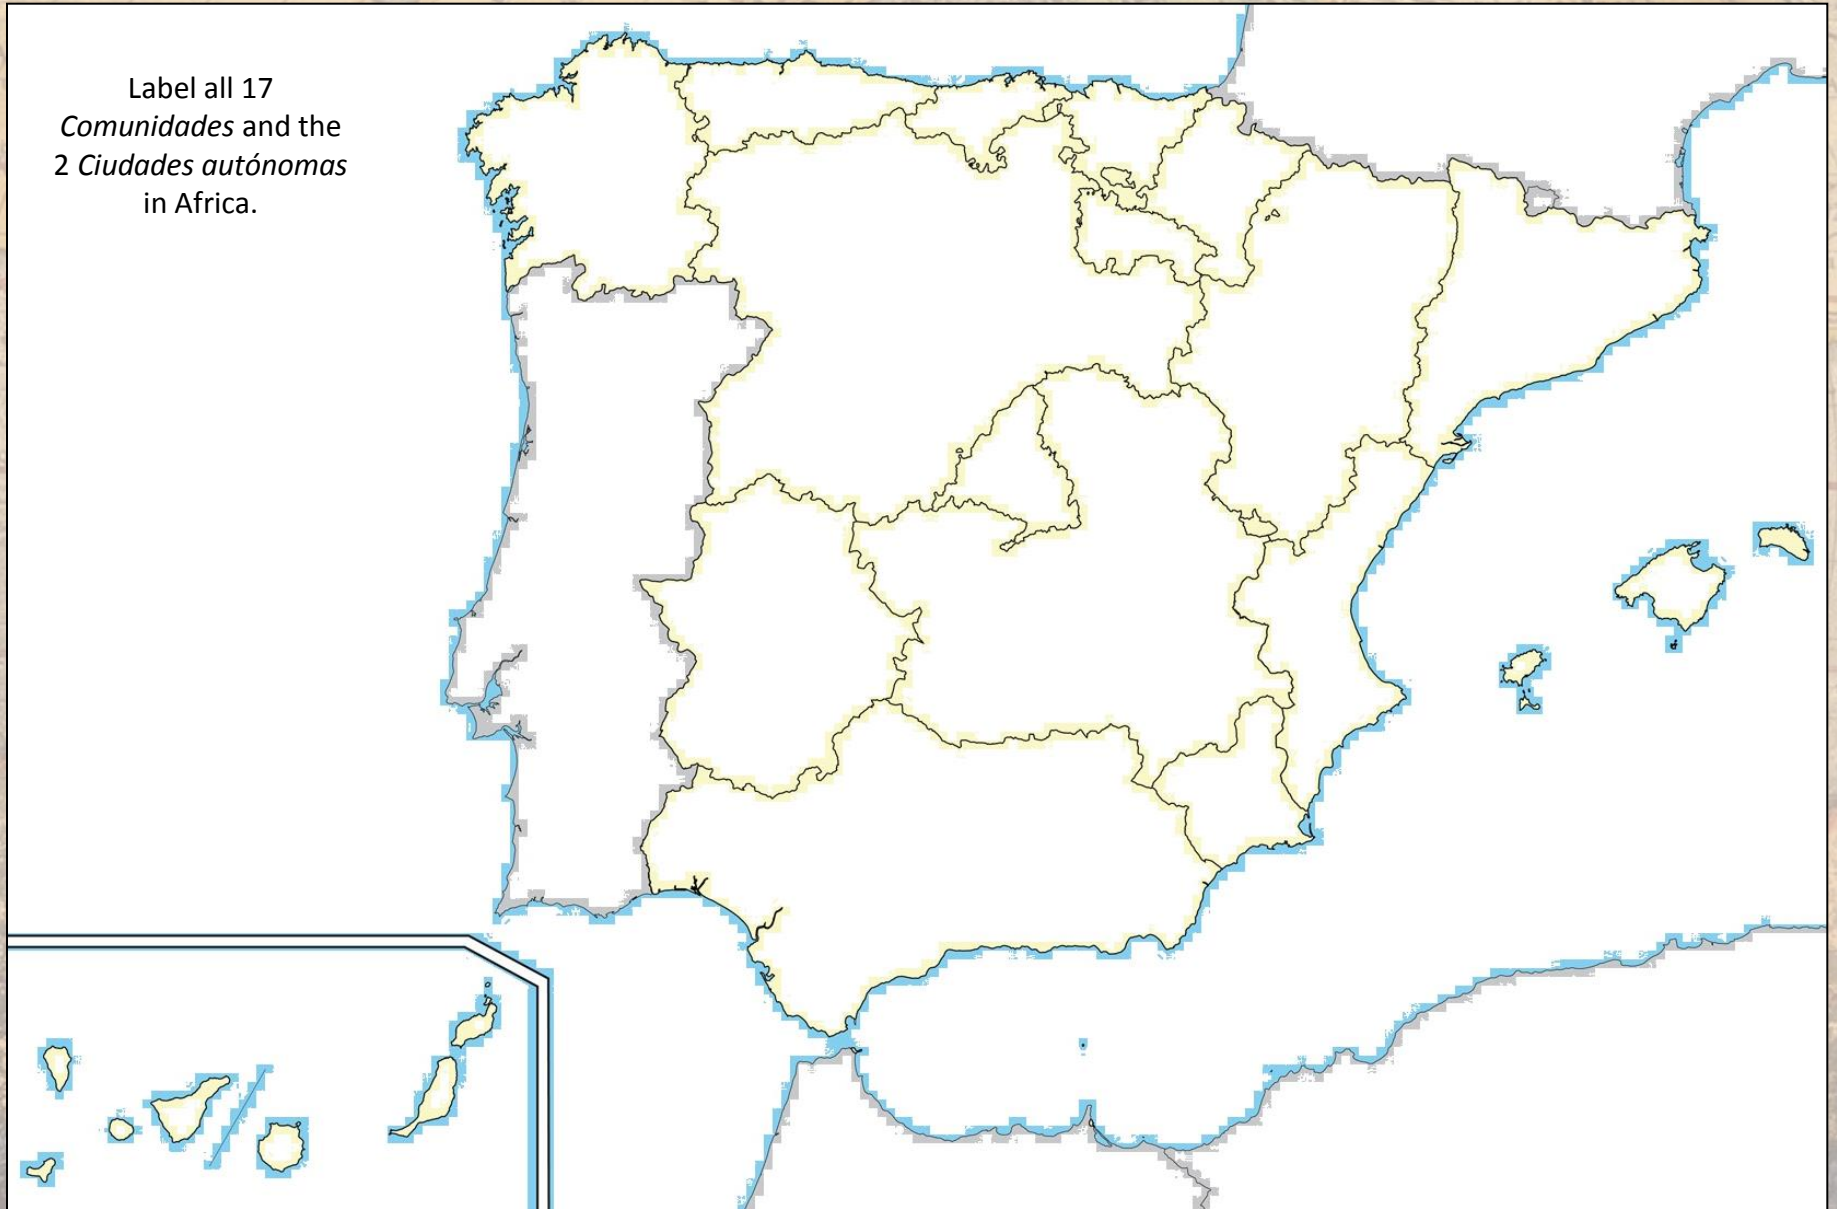 Label all 17
Comunidades and the
2 Ciudades autónomas
in Africa.